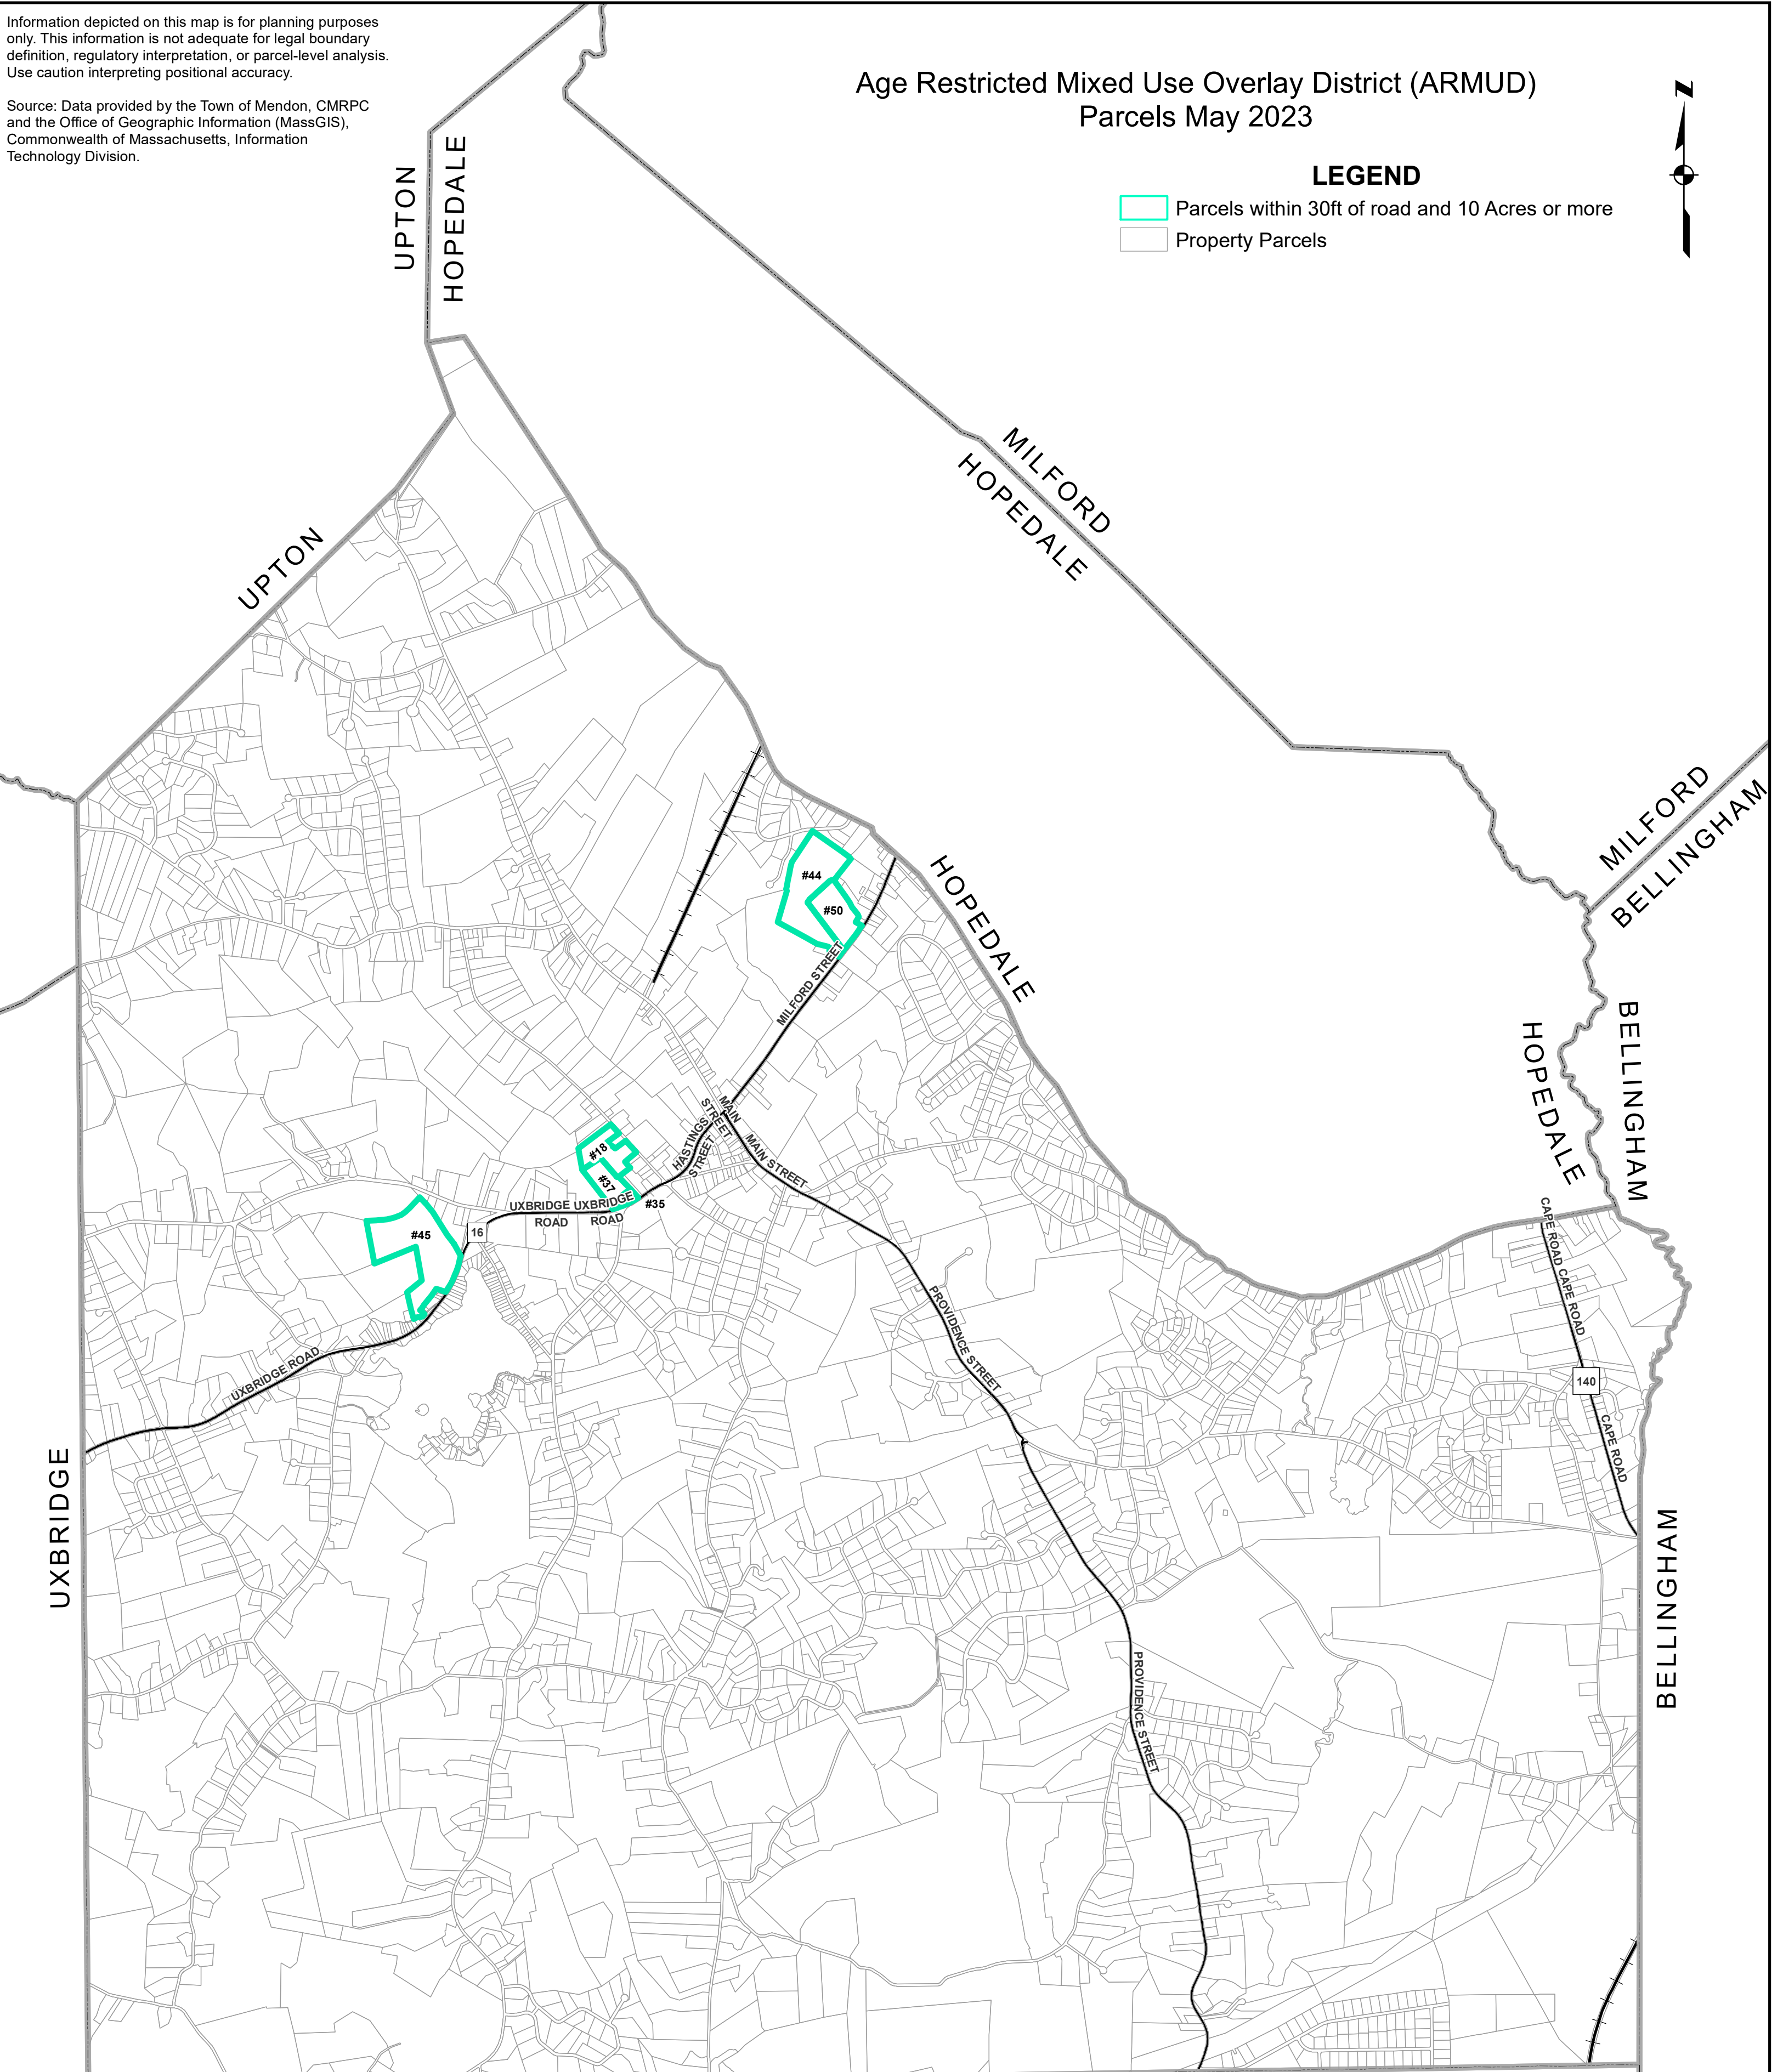 Information depicted on this map is for planning purposes
only. This information is not adequate for legal boundary
definition, regulatory interpretation, or parcel-level analysis.
Use caution interpreting positional accuracy.
Source: Data provided by the Town of Mendon, CMRPC
and the Office of Geographic Information (MassGIS),
Commonwealth of Massachusetts, Information
Technology Division.
Age Restricted Mixed Use Overlay District (ARMUD)
Parcels May 2023
LEGEND
Parcels within 30ft of road and 10 Acres or more
Property Parcels
N
UPTON
HOPEDALE
MILFORD
HOPEDALE
UPTON
MILFORD
BELLINGHAM
HOPEDALE
#44
#50
MILFORD STREET
HOPEDALE
BELLINGHAM
MAIN
STREET
HASTINGS
STREET
MAIN STREET
#18
#37
#35
UXBRIDGE
ROAD
UXBRIDGE
ROAD
16
#45
UXBRIDGE ROAD
PROVIDENCE STREET
CAPE ROAD
CAPE ROAD
140
CAPE ROAD
UXBRIDGE
BELLINGHAM
PROVIDENCE STREET